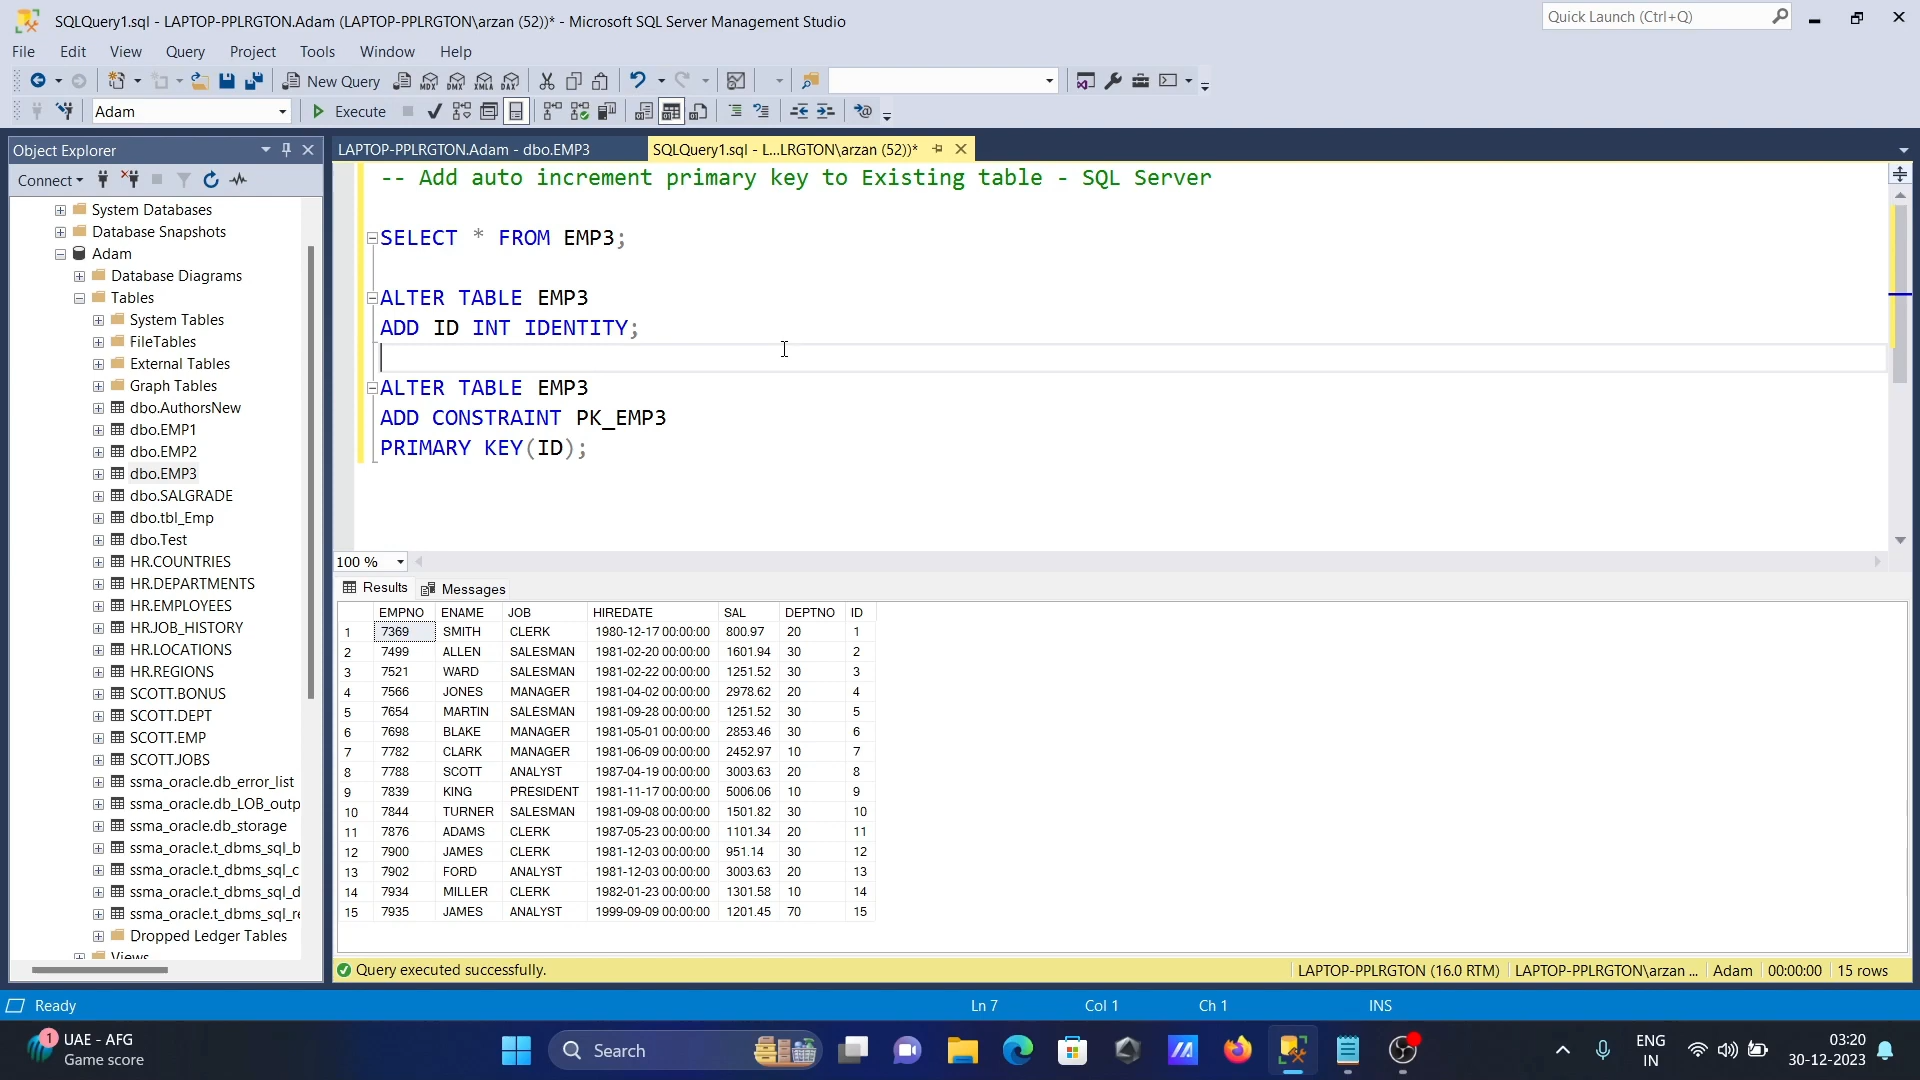 SQLQuery1.sql - LAPTOP-PPLRGTON.Adam (LAPTOP-PPLRGTON\arzan (52))* - Microsoft SQL Server Management Studio
Quick Launch (Ctrl+Q)
File Edit View Query Project Tools Window Help
New Query
MDX DMX XMLA DAX
Adam
Execute
Object Explorer
LAPTOP-PPLRGTON.Adam - dbo.EMP3
SQLQuery1.sql - L...LRGTON\arzan (52))*
Connect
System Databases
Database Snapshots
Adam
Database Diagrams
Tables
System Tables
FileTables
External Tables
Graph Tables
dbo.AuthorsNew
dbo.EMP1
dbo.EMP2
dbo.EMP3
dbo.SALGRADE
dbo.tbl_Emp
dbo.Test
HR.COUNTRIES
HR.DEPARTMENTS
HR.EMPLOYEES
HR.JOB_HISTORY
HR.LOCATIONS
HR.REGIONS
SCOTT.BONUS
SCOTT.DEPT
SCOTT.EMP
SCOTT.JOBS
ssma_oracle.db_error_list
ssma_oracle.db_LOB_outp
ssma_oracle.db_storage
ssma_oracle.t_dbms_sql_b
ssma_oracle.t_dbms_sql_c
ssma_oracle.t_dbms_sql_d
ssma_oracle.t_dbms_sql_re
Dropped Ledger Tables
Views
-- Add auto increment primary key to Existing table - SQL Server
SELECT * FROM EMP3;
ALTER TABLE EMP3
ADD ID INT IDENTITY;
ALTER TABLE EMP3
ADD CONSTRAINT PK_EMP3
PRIMARY KEY(ID);
100 %
Results Messages
EMPNO ENAME JOB HIREDATE SAL DEPTNO ID
1 7369 SMITH CLERK 1980-12-17 00:00:00 800.97 20 1
2 7499 ALLEN SALESMAN 1981-02-20 00:00:00 1601.94 30 2
3 7521 WARD SALESMAN 1981-02-22 00:00:00 1251.52 30 3
4 7566 JONES MANAGER 1981-04-02 00:00:00 2978.62 20 4
5 7654 MARTIN SALESMAN 1981-09-28 00:00:00 1251.52 30 5
6 7698 BLAKE MANAGER 1981-05-01 00:00:00 2853.46 30 6
7 7782 CLARK MANAGER 1981-06-09 00:00:00 2452.97 10 7
8 7788 SCOTT ANALYST 1987-04-19 00:00:00 3003.63 20 8
9 7839 KING PRESIDENT 1981-11-17 00:00:00 5006.06 10 9
10 7844 TURNER SALESMAN 1981-09-08 00:00:00 1501.82 30 10
11 7876 ADAMS CLERK 1987-05-23 00:00:00 1101.34 20 11
12 7900 JAMES CLERK 1981-12-03 00:00:00 951.14 30 12
13 7902 FORD ANALYST 1981-12-03 00:00:00 3003.63 20 13
14 7934 MILLER CLERK 1982-01-23 00:00:00 1301.58 10 14
15 7935 JAMES ANALYST 1999-09-09 00:00:00 1201.45 70 15
Query executed successfully.
LAPTOP-PPLRGTON (16.0 RTM) LAPTOP-PPLRGTON\arzan ... Adam 00:00:00 15 rows
Ready Ln 7 Col 1 Ch 1 INS
1
UAE - AFG
Game score
Search
ENG
IN
03:20
30-12-2023